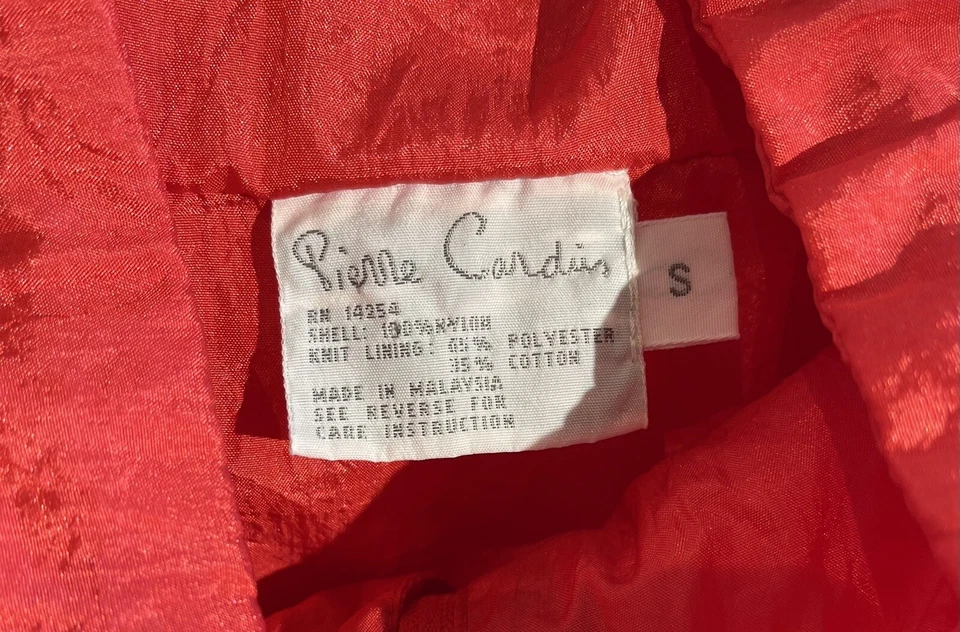 Pierre Cardin
S
RN 14254
SHELL: 100% NYLON
KNIT LINING: 65% POLYESTER
35% COTTON
MADE IN MALAYSIA
SEE REVERSE FOR
CARE INSTRUCTION